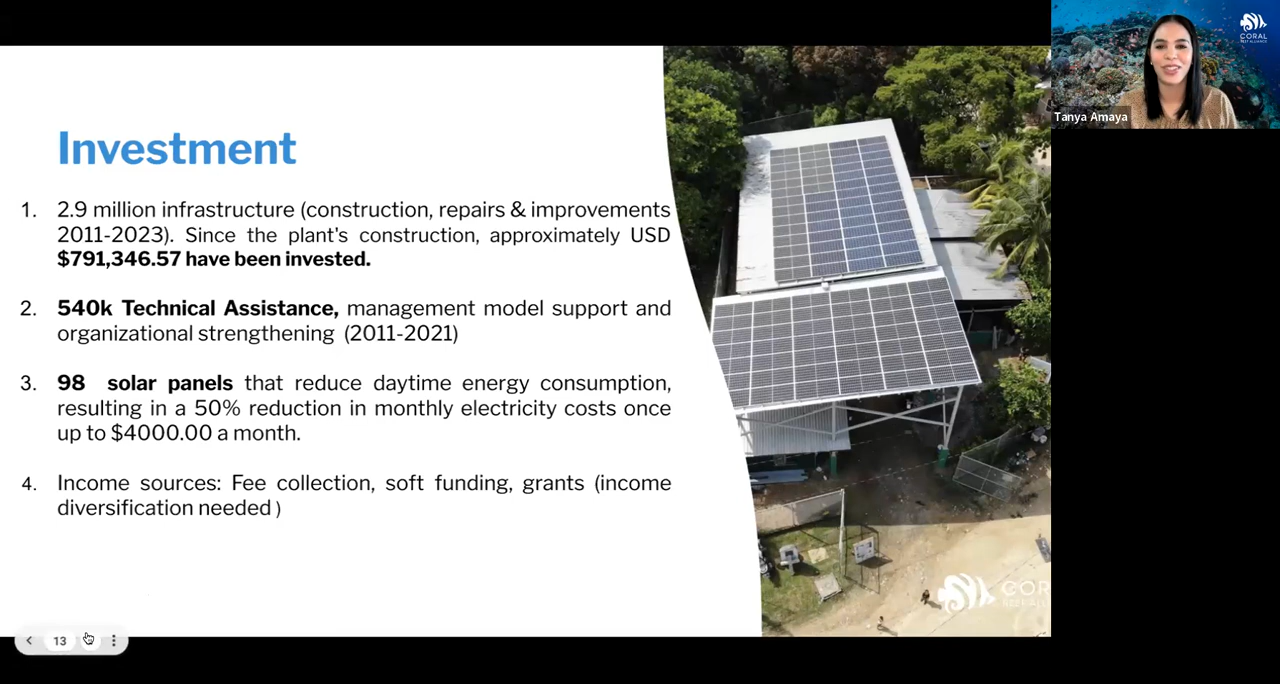 CORAL
REEF ALLIANCE
Tanya Amaya
Investment
1. 2.9 million infrastructure (construction, repairs & improvements
2011-2023). Since the plant's construction, approximately USD
$791,346.57 have been invested.
2. 540k Technical Assistance, management model support and
organizational strengthening (2011-2021)
3. 98 solar panels that reduce daytime energy consumption,
resulting in a 50% reduction in monthly electricity costs once
up to $4000.00 a month.
4. Income sources: Fee collection, soft funding, grants (income
diversification needed )
COR
REEF ALLIAN
13